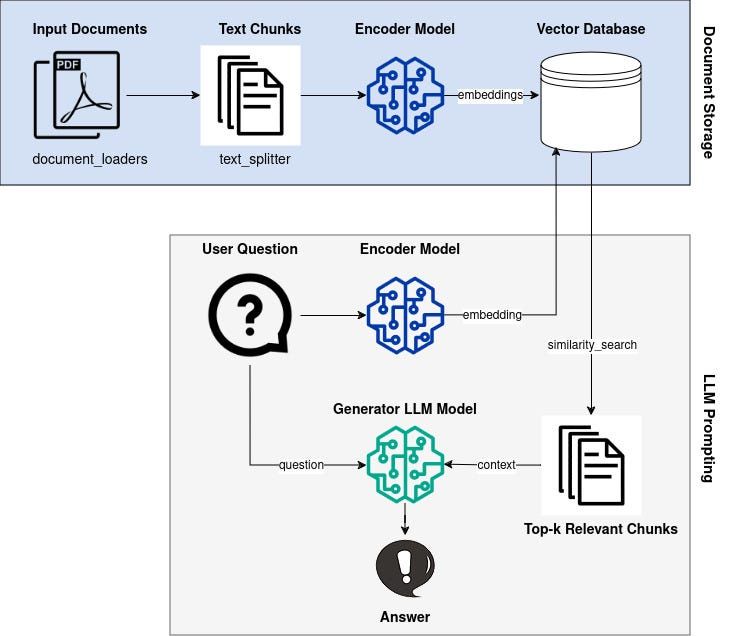 Input Documents
Text Chunks
Encoder Model
Vector Database
PDF
embeddings
document_loaders
text_splitter
Document Storage
User Question
Encoder Model
?
embedding
similarity_search
Generator LLM Model
question
context
Top-k Relevant Chunks
!
Answer
LLM Prompting